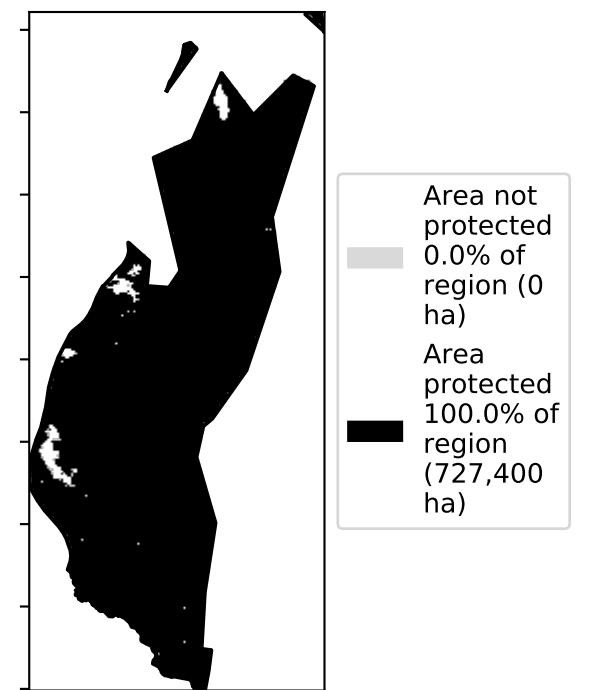 Area not
protected
0.0% of
region (0
ha)
Area
protected
100.0% of
region
(727,400
ha)